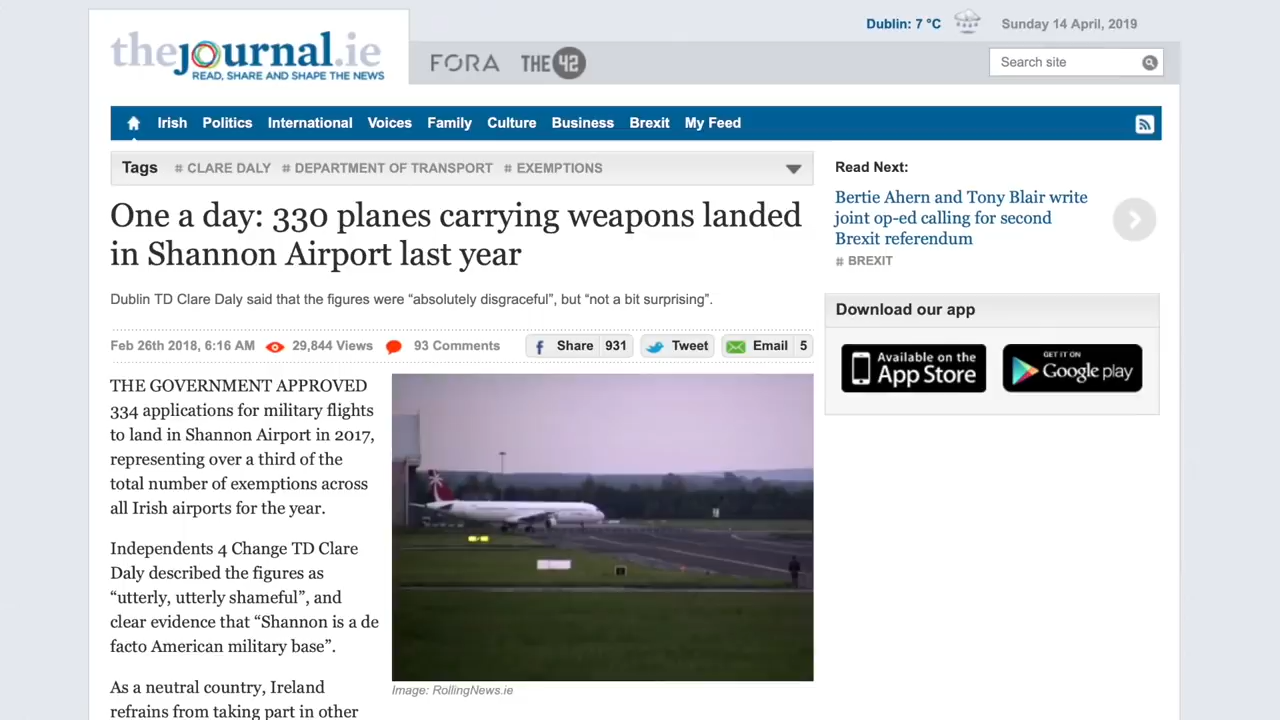 Dublin: 7 °C
Sunday 14 April, 2019
thejournal.ie
READ, SHARE AND SHAPE THE NEWS
FORA THE 42
Search site
Irish Politics International Voices Family Culture Business Brexit My Feed
Tags # CLARE DALY # DEPARTMENT OF TRANSPORT # EXEMPTIONS
One a day: 330 planes carrying weapons landed
in Shannon Airport last year
Dublin TD Clare Daly said that the figures were “absolutely disgraceful”, but “not a bit surprising”.
Feb 26th 2018, 6:16 AM 29,844 Views 93 Comments Share 931 Tweet Email 5
THE GOVERNMENT APPROVED
334 applications for military flights
to land in Shannon Airport in 2017,
representing over a third of the
total number of exemptions across
all Irish airports for the year.
Independents 4 Change TD Clare
Daly described the figures as
“utterly, utterly shameful”, and
clear evidence that “Shannon is a de
facto American military base”.
As a neutral country, Ireland
refrains from taking part in other
Image: RollingNews.ie
Read Next:
Bertie Ahern and Tony Blair write
joint op-ed calling for second
Brexit referendum
# BREXIT
Download our app
Available on the
App Store
GET IT ON
Google play